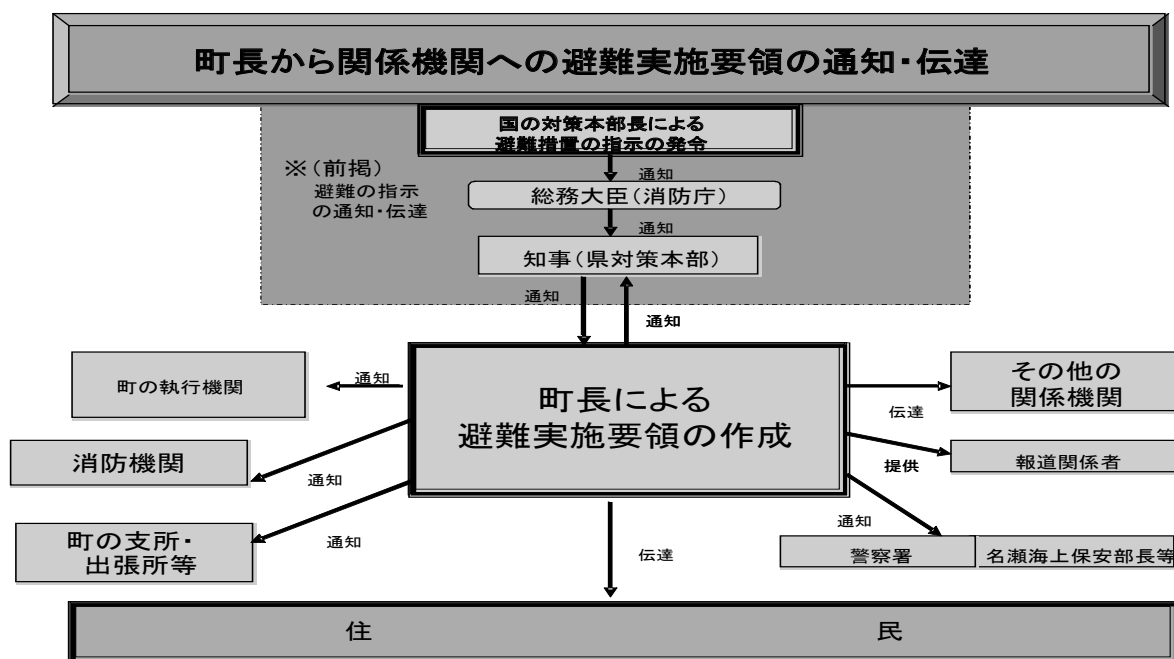 町長から関係機関への避難実施要領の通知・伝達
国の対策本部長による
避難措置の指示の発令
※(前掲)
避難の指示
の通知・伝達
通知
総務大臣(消防庁)
通知
知事(県対策本部)
通知
通知
町の執行機関
通知
消防機関
通知
町の支所・
出張所等
通知
町長による
避難実施要領の作成
その他の
関係機関
伝達
報道関係者
提供
通知
警察署
名瀬海上保安部長等
伝達
住 民